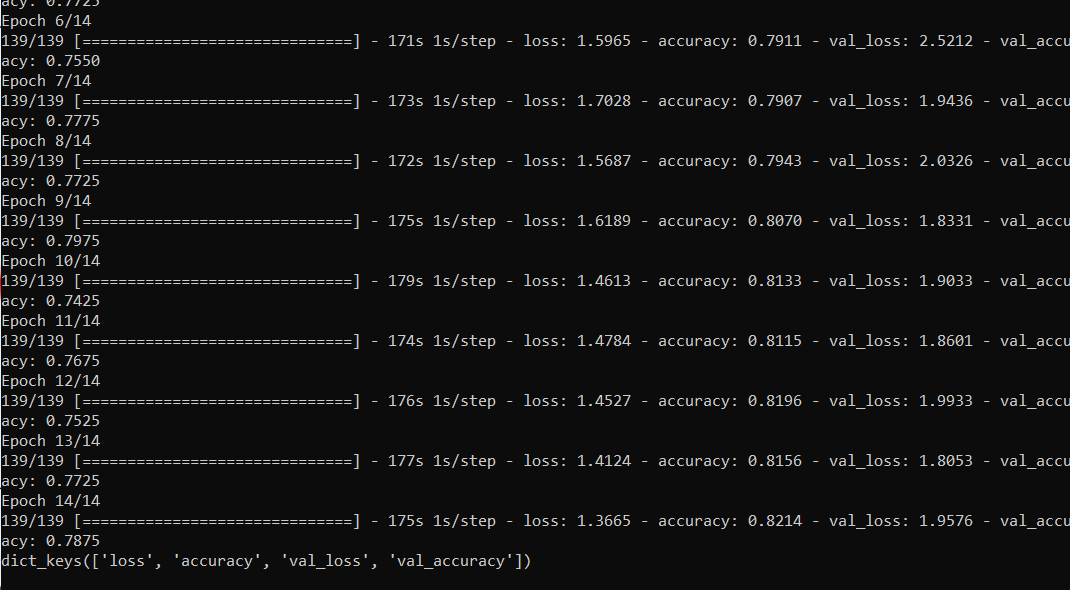 acy: 0.7725
Epoch 6/14
139/139 [==============================] - 171s 1s/step - loss: 1.5965 - accuracy: 0.7911 - val_loss: 2.5212 - val_accu
acy: 0.7550
Epoch 7/14
139/139 [==============================] - 173s 1s/step - loss: 1.7028 - accuracy: 0.7907 - val_loss: 1.9436 - val_accu
acy: 0.7775
Epoch 8/14
139/139 [==============================] - 172s 1s/step - loss: 1.5687 - accuracy: 0.7943 - val_loss: 2.0326 - val_accu
acy: 0.7725
Epoch 9/14
139/139 [==============================] - 175s 1s/step - loss: 1.6189 - accuracy: 0.8070 - val_loss: 1.8331 - val_accu
acy: 0.7975
Epoch 10/14
139/139 [==============================] - 179s 1s/step - loss: 1.4613 - accuracy: 0.8133 - val_loss: 1.9033 - val_accu
acy: 0.7425
Epoch 11/14
139/139 [==============================] - 174s 1s/step - loss: 1.4784 - accuracy: 0.8115 - val_loss: 1.8601 - val_accu
acy: 0.7675
Epoch 12/14
139/139 [==============================] - 176s 1s/step - loss: 1.4527 - accuracy: 0.8196 - val_loss: 1.9933 - val_accu
acy: 0.7525
Epoch 13/14
139/139 [==============================] - 177s 1s/step - loss: 1.4124 - accuracy: 0.8156 - val_loss: 1.8053 - val_accu
acy: 0.7725
Epoch 14/14
139/139 [==============================] - 175s 1s/step - loss: 1.3665 - accuracy: 0.8214 - val_loss: 1.9576 - val_accu
acy: 0.7875
dict_keys(['loss', 'accuracy', 'val_loss', 'val_accuracy'])